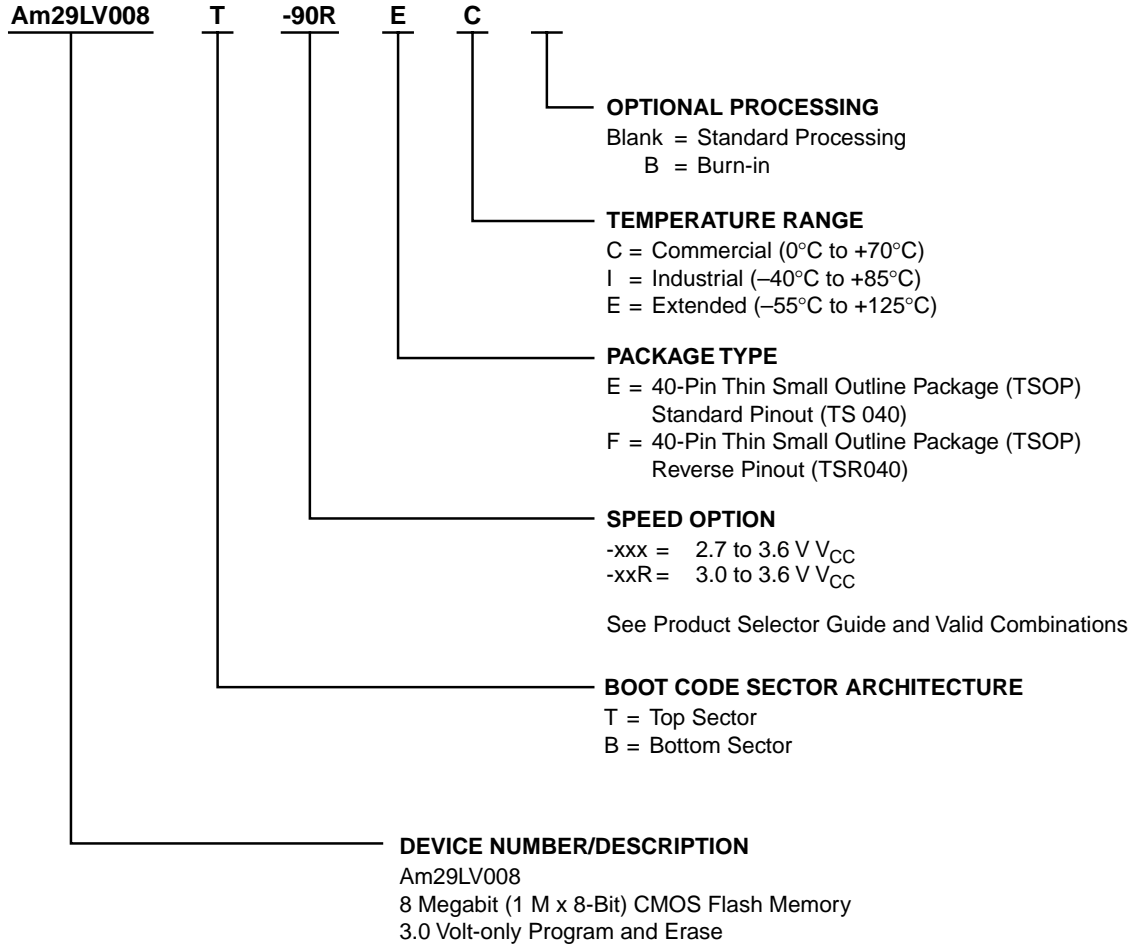 Am29LV008 T -90R E C
OPTIONAL PROCESSING
Blank = Standard Processing
B = Burn-in
TEMPERATURE RANGE
C = Commercial (0°C to +70°C)
I = Industrial (–40°C to +85°C)
E = Extended (–55°C to +125°C)
PACKAGE TYPE
E = 40-Pin Thin Small Outline Package (TSOP)
Standard Pinout (TS 040)
F = 40-Pin Thin Small Outline Package (TSOP)
Reverse Pinout (TSR040)
SPEED OPTION
-xxx = 2.7 to 3.6 V VCC
-xxR = 3.0 to 3.6 V VCC
See Product Selector Guide and Valid Combinations
BOOT CODE SECTOR ARCHITECTURE
T = Top Sector
B = Bottom Sector
DEVICE NUMBER/DESCRIPTION
Am29LV008
8 Megabit (1 M x 8-Bit) CMOS Flash Memory
3.0 Volt-only Program and Erase